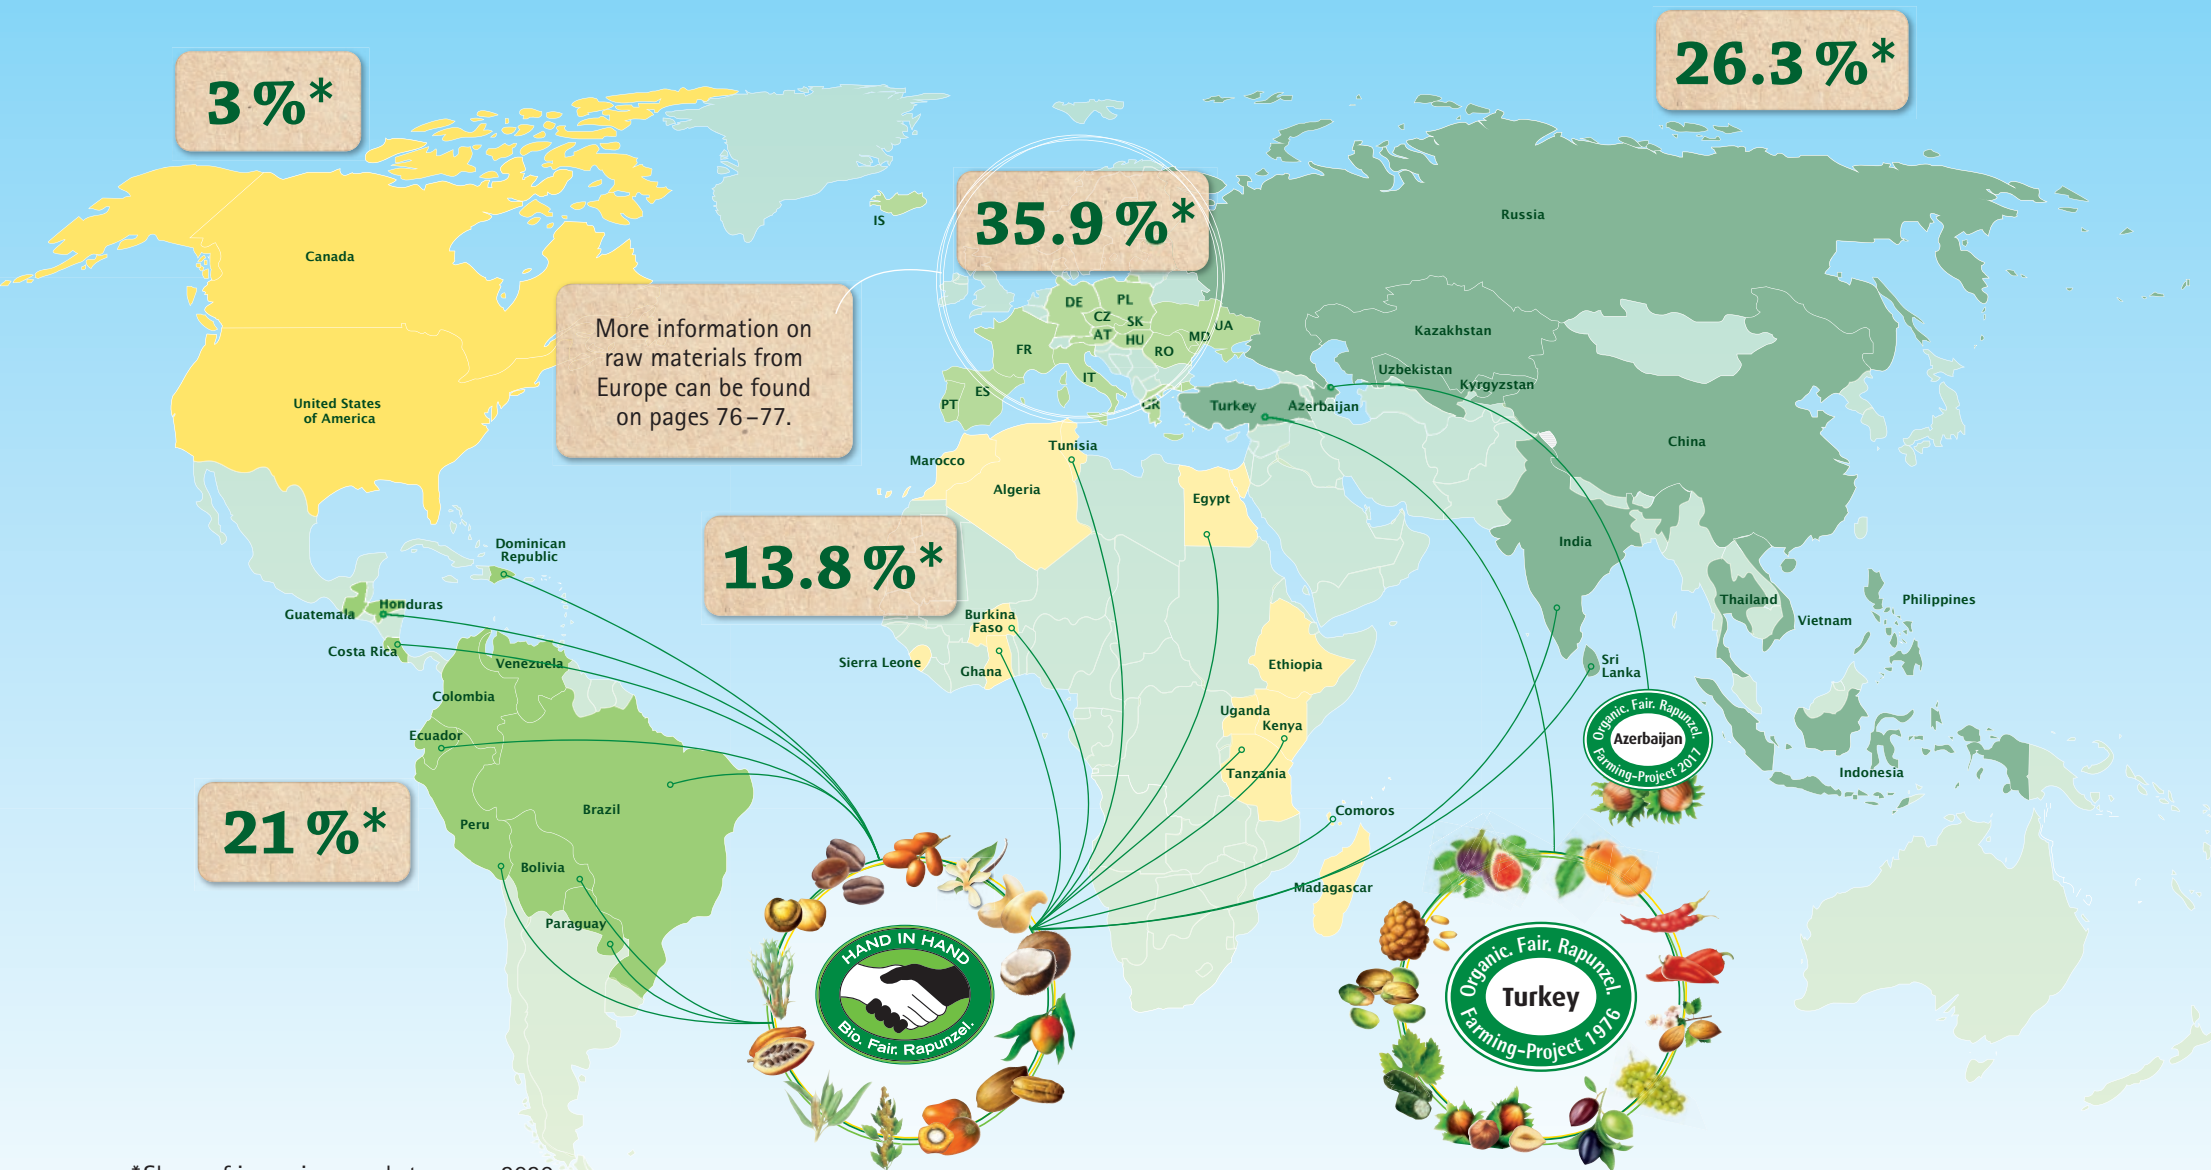 3 %*
26.3 %*
35.9 %*
IS
Russia
Canada
More information on
raw materials from
Europe can be found
on pages 76–77.
DE
PL
CZ
SK
AT
HU
MD
UA
FR
RO
IT
ES
PT
GR
Kazakhstan
Uzbekistan
Kyrgyzstan
Turkey
Azerbaijan
United States
of America
China
Marocco
Tunisia
Algeria
Egypt
India
13.8 %*
Dominican
Republic
Guatemala
Honduras
Costa Rica
Venezuela
Colombia
Ecuador
Burkina
Faso
Sierra Leone
Ghana
Ethiopia
Uganda
Kenya
Tanzania
Thailand
Vietnam
Philippines
Sri
Lanka
Indonesia
Organic. Fair. Rapunzel.
Azerbaijan
Farming-Project 2017
21 %*
Brazil
Peru
Bolivia
Paraguay
Comoros
Madagascar
HAND IN HAND
Bio. Fair. Rapunzel.
Organic. Fair. Rapunzel.
Turkey
Farming-Project 1976